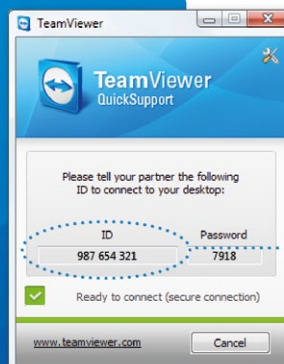 TeamViewer
TeamViewer
QuickSupport
Please tell your partner the following
ID to connect to your desktop:
ID Password
987 654 321 7918
Ready to connect (secure connection)
www.teamviewer.com Cancel